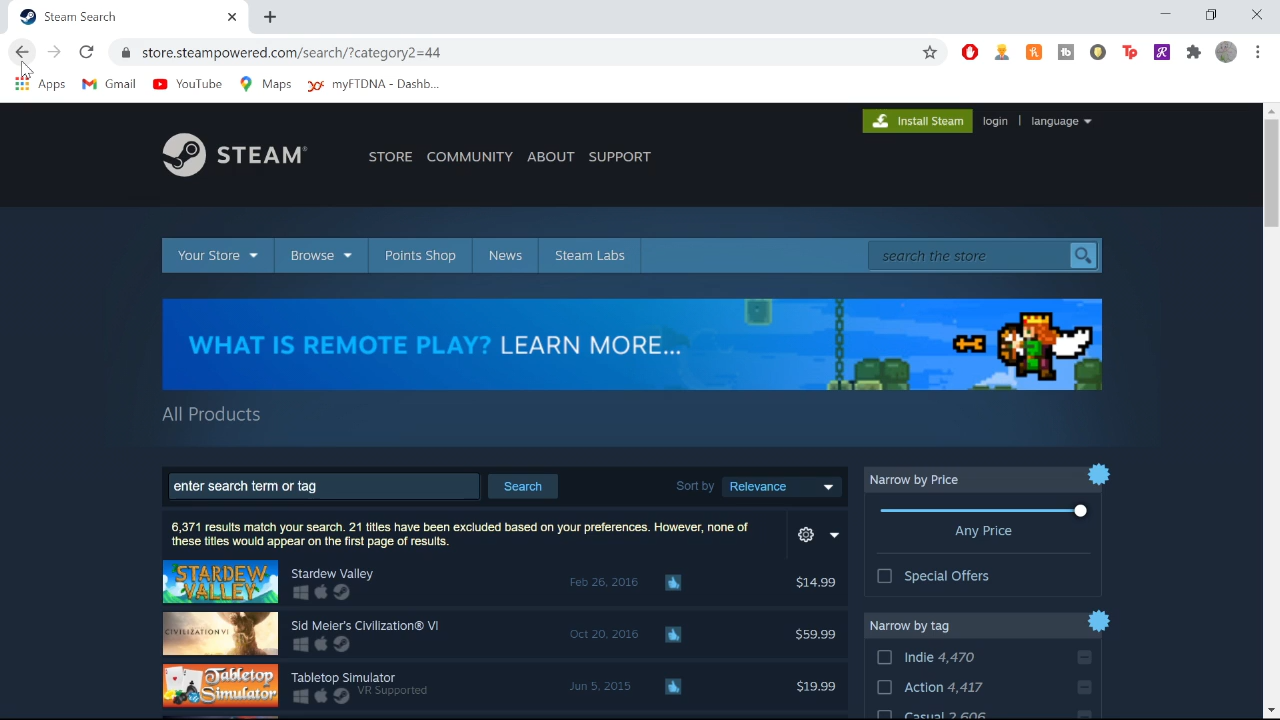 Steam Search
store.steampowered.com/search/?category2=44
Apps Gmail YouTube Maps myFTDNA - Dashb...
Install Steam login | language
STEAM® STORE COMMUNITY ABOUT SUPPORT
Your Store Browse Points Shop News Steam Labs search the store
WHAT IS REMOTE PLAY? LEARN MORE...
All Products
enter search term or tag Search Sort by Relevance
6,371 results match your search. 21 titles have been excluded based on your preferences. However, none of
these titles would appear on the first page of results.
STARDEW VALLEY
Stardew Valley Feb 26, 2016 $14.99
CIVILIZATION VI
Sid Meier's Civilization® VI Oct 20, 2016 $59.99
Tabletop Simulator
Tabletop Simulator Jun 5, 2015 $19.99
VR Supported
Narrow by Price
Any Price
Special Offers
Narrow by tag
Indie 4,470
Action 4,417
Casual 2,606